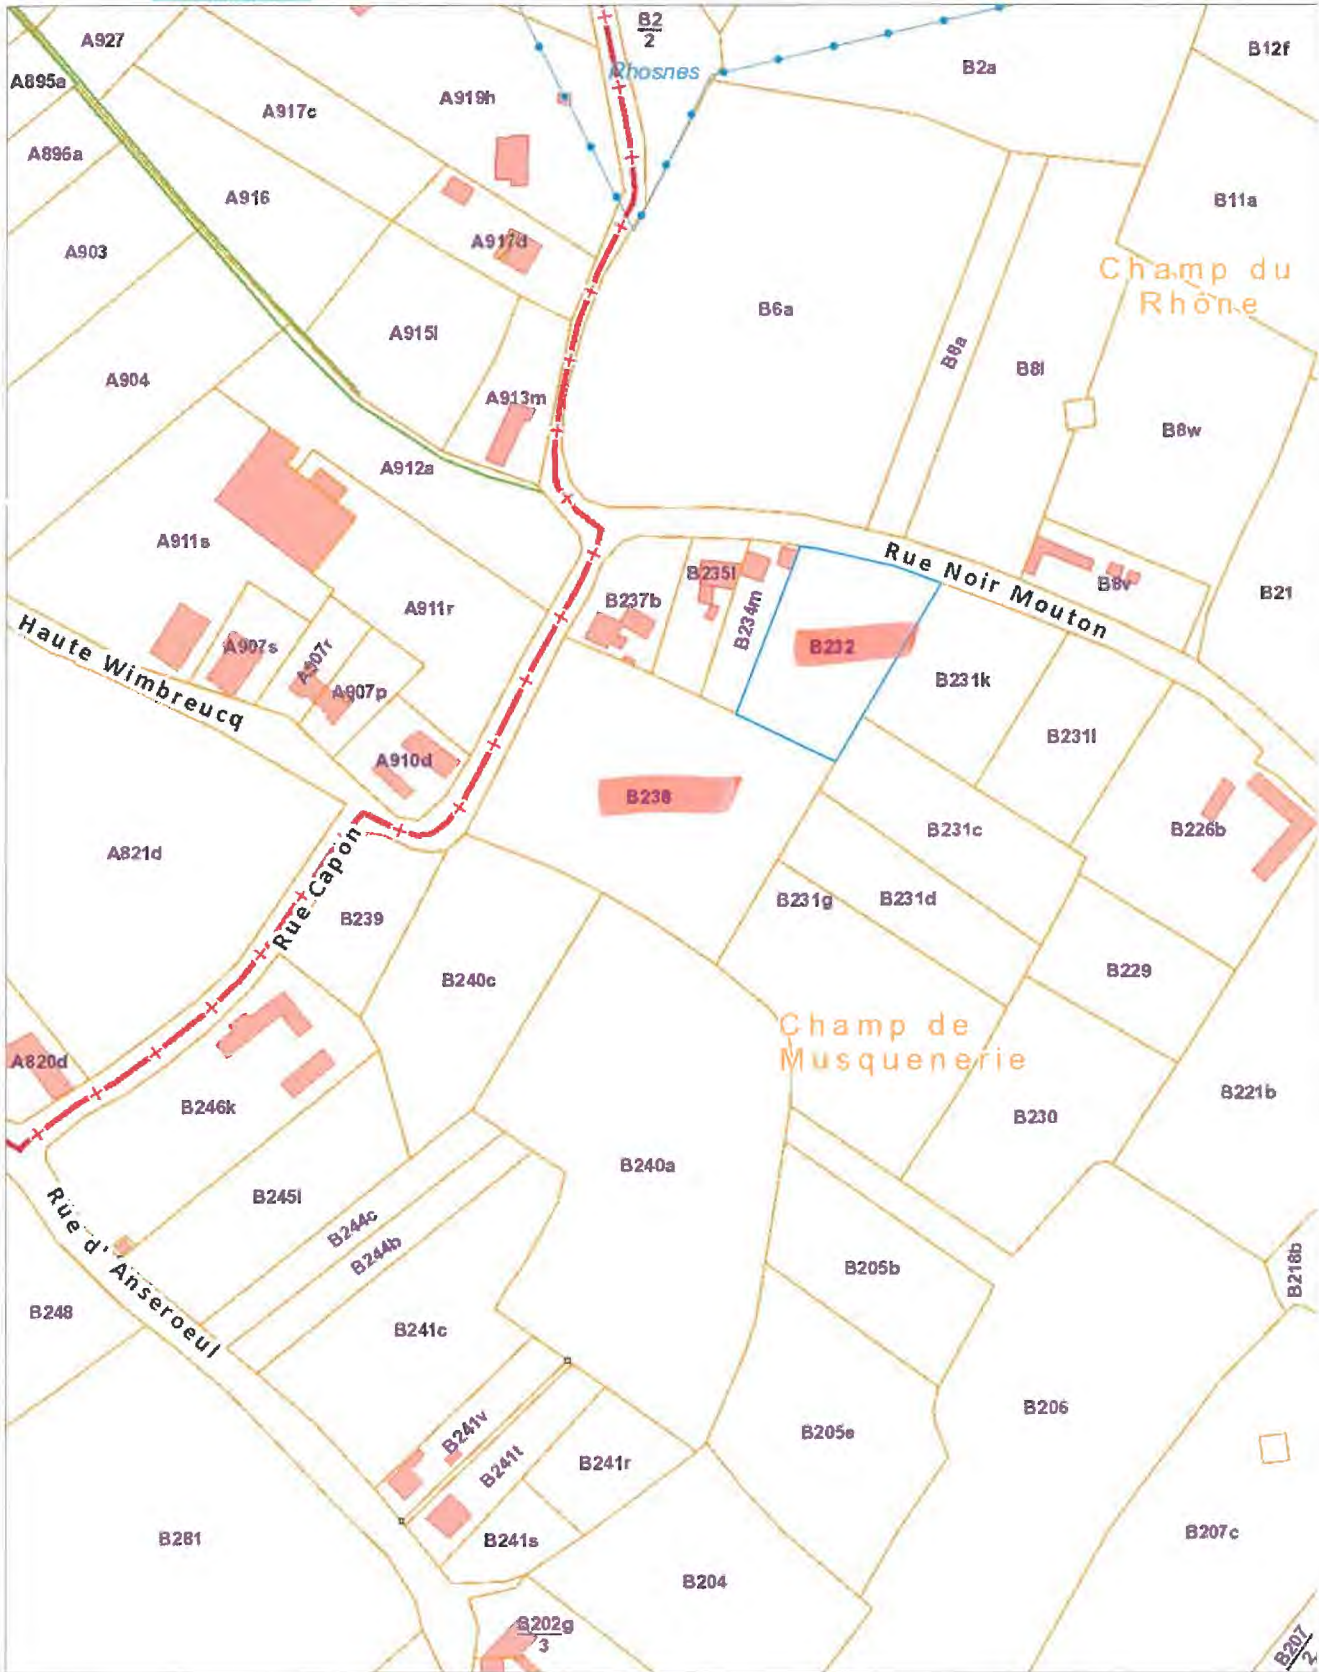 A927
B2
2
B12f
A895a
A917c
A919h
Rhosnes
B2a
A896a
A916
B11a
A903
A917d
Champ du
Rhône
B6a
A915l
A904
B8a
B8l
A913m
B8w
A912a
A911s
Rue Noir Mouton
B235l
B8v
B21
B237b
B234m
A911r
Haute Wimbreucq
A907s
A907r
A907p
B232
B231k
B231l
A910d
B238
B231c
B226b
A821d
Rue Capon
B239
B231g
B231d
B240c
B229
Champ de
Musquenerie
A820d
B246k
B230
B221b
B240a
B245l
Rue d'Anseroeul
B244c
B244b
B205b
B218b
B248
B241c
B206
B241v
B241t
B241r
B205e
B281
B241s
B207c
B204
B202g
3
B207
2